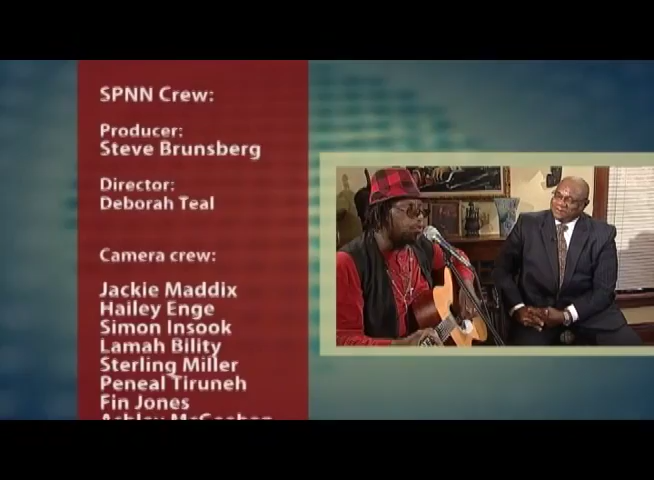 SPNN Crew:
Producer:
Steve Brunsberg
Director:
Deborah Teal
Camera crew:
Jackie Maddix
Hailey Enge
Simon Insook
Lamah Bility
Sterling Miller
Peneal Tiruneh
Fin Jones